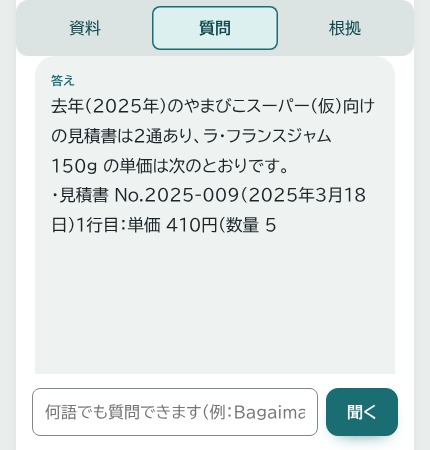 資料
質問
根拠
答え
去年(2025年)のやまびこスーパー(仮)向け
の見積書は2通あり、ラ・フランスジャム
150g の単価は次のとおりです。
・見積書 No.2025-009(2025年3月18
日)1行目:単価 410円(数量 5
何語でも質問できます(例:Bagaima
聞く